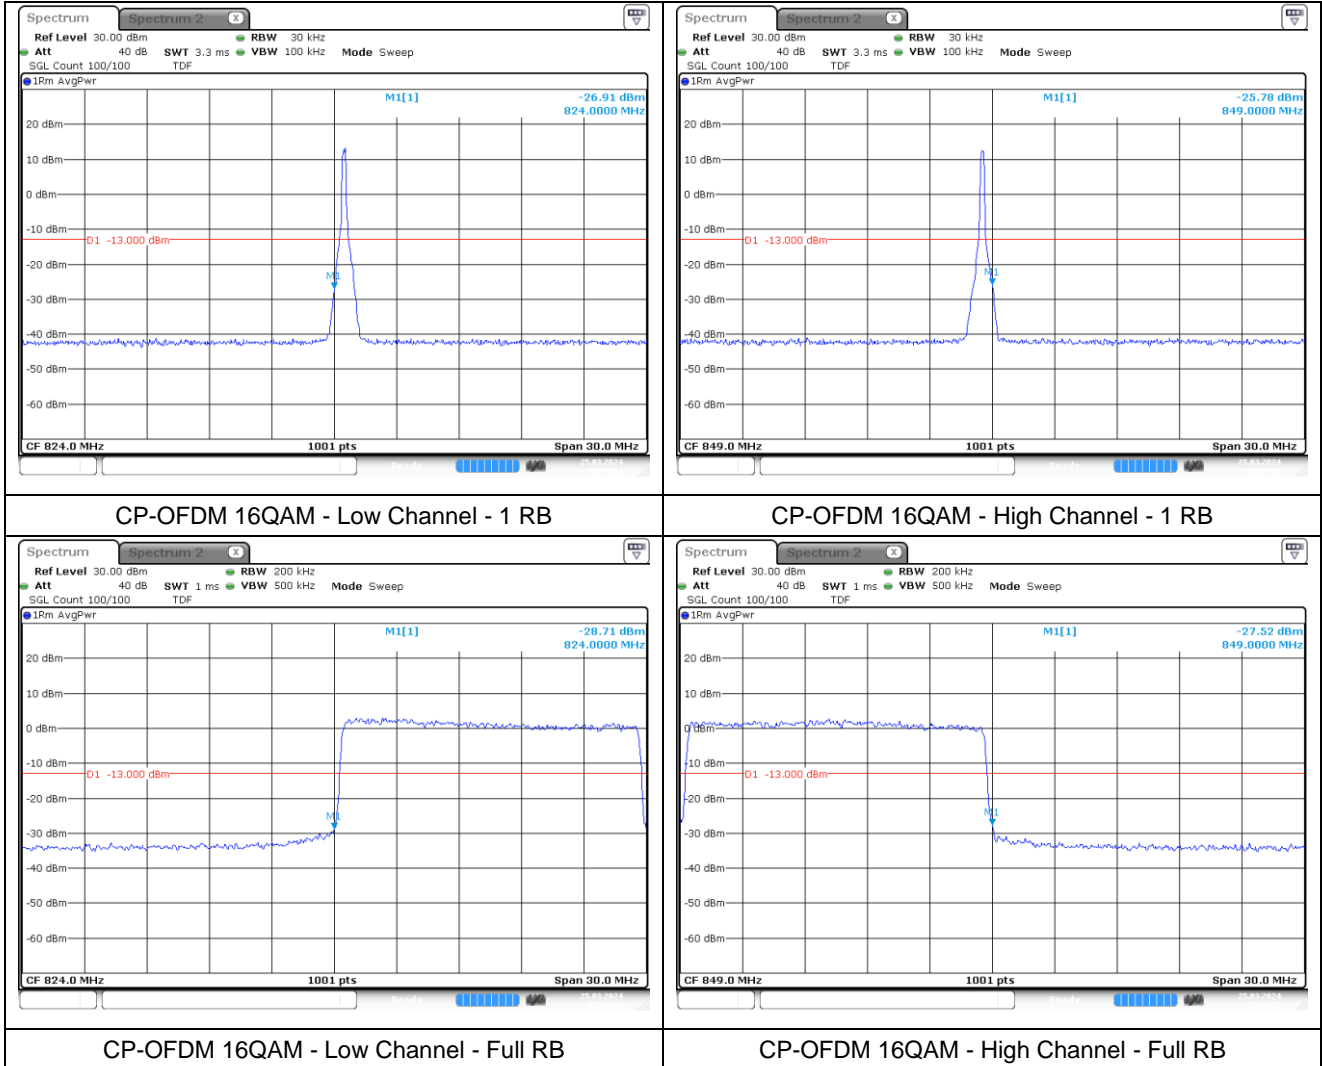 Spectrum Spectrum 2 X
Ref Level 30.00 dBm RBW 30 kHz
Att 40 dB SWT 3.3 ms VBW 100 kHz Mode Sweep
SGL Count 100/100 TDF
1Rm AvgPwr
M1[1] -26.91 dBm
824.0000 MHz
20 dBm
10 dBm
0 dBm
-10 dBm
D1 -13.000 dBm
-20 dBm
M1
-30 dBm
-40 dBm
-50 dBm
-60 dBm
CF 824.0 MHz 1001 pts Span 30.0 MHz
Ready 25.03.2024
CP-OFDM 16QAM - Low Channel - 1 RB
Spectrum Spectrum 2 X
Ref Level 30.00 dBm RBW 30 kHz
Att 40 dB SWT 3.3 ms VBW 100 kHz Mode Sweep
SGL Count 100/100 TDF
1Rm AvgPwr
M1[1] -25.78 dBm
849.0000 MHz
20 dBm
10 dBm
0 dBm
-10 dBm
D1 -13.000 dBm
-20 dBm
M1
-30 dBm
-40 dBm
-50 dBm
-60 dBm
CF 849.0 MHz 1001 pts Span 30.0 MHz
Ready 25.03.2024
CP-OFDM 16QAM - High Channel - 1 RB
Spectrum Spectrum 2 X
Ref Level 30.00 dBm RBW 200 kHz
Att 40 dB SWT 1 ms VBW 500 kHz Mode Sweep
SGL Count 100/100 TDF
1Rm AvgPwr
M1[1] -28.71 dBm
824.0000 MHz
20 dBm
10 dBm
0 dBm
-10 dBm
D1 -13.000 dBm
-20 dBm
M1
-30 dBm
-40 dBm
-50 dBm
-60 dBm
CF 824.0 MHz 1001 pts Span 30.0 MHz
Ready 25.03.2024
CP-OFDM 16QAM - Low Channel - Full RB
Spectrum Spectrum 2 X
Ref Level 30.00 dBm RBW 200 kHz
Att 40 dB SWT 1 ms VBW 500 kHz Mode Sweep
SGL Count 100/100 TDF
1Rm AvgPwr
M1[1] -27.52 dBm
849.0000 MHz
20 dBm
10 dBm
0 dBm
-10 dBm
D1 -13.000 dBm
-20 dBm
M1
-30 dBm
-40 dBm
-50 dBm
-60 dBm
CF 849.0 MHz 1001 pts Span 30.0 MHz
Ready 25.03.2024
CP-OFDM 16QAM - High Channel - Full RB